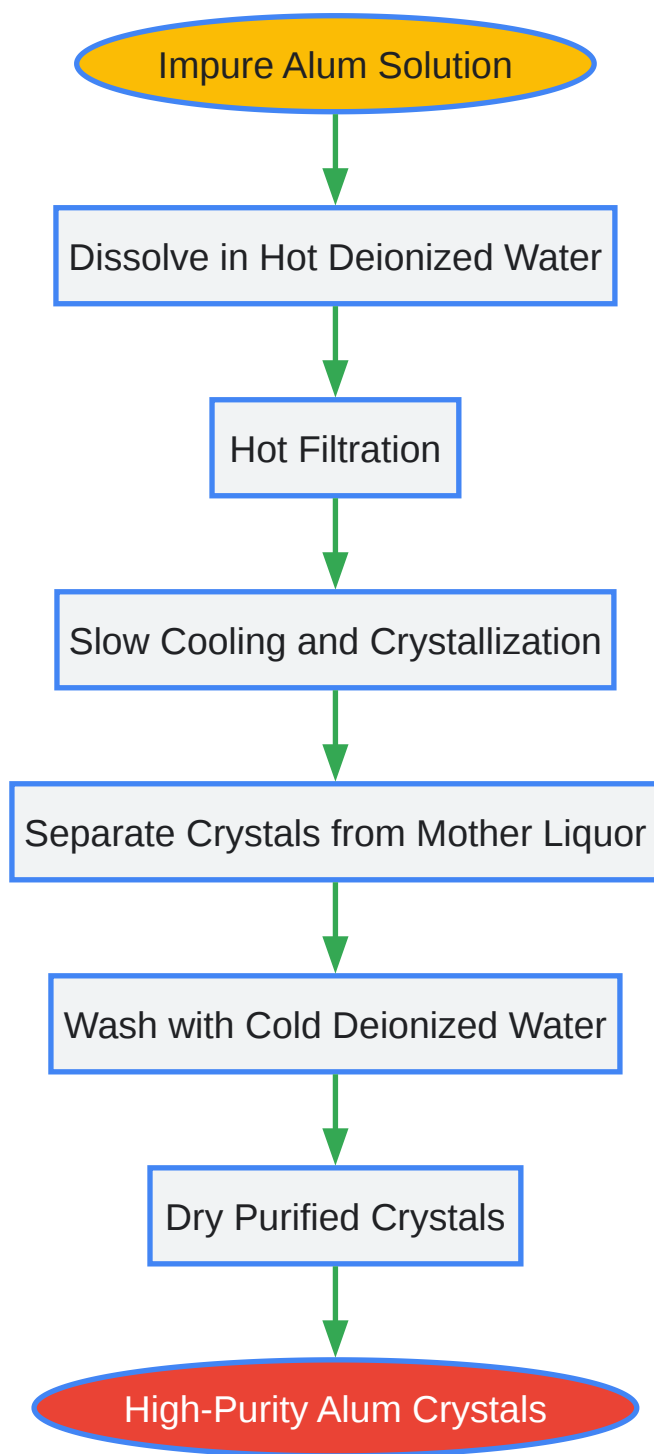 Impure Alum Solution
Dissolve in Hot Deionized Water
Hot Filtration
Slow Cooling and Crystallization
Separate Crystals from Mother Liquor
Wash with Cold Deionized Water
Dry Purified Crystals
High-Purity Alum Crystals